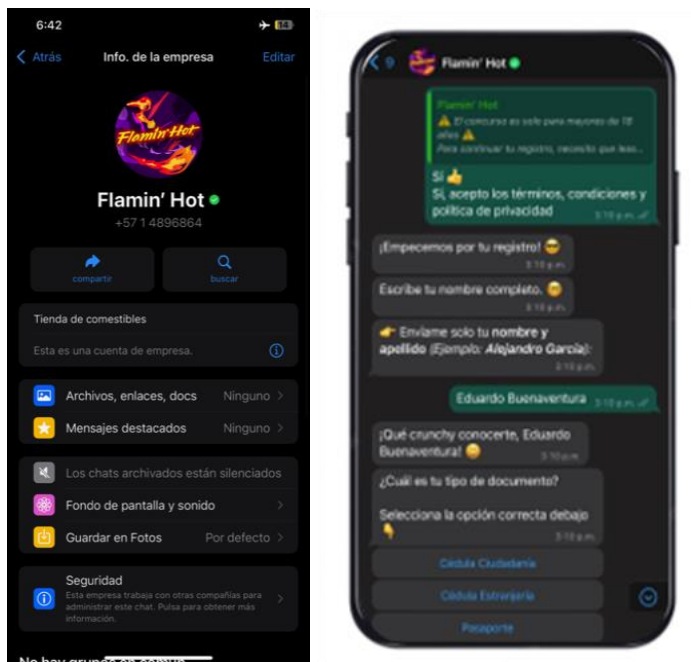 6:42
14
Atrás
Info. de la empresa
Editar
Flamin' Hot
Flamin' Hot
+57 1 4896864
compartir
buscar
Tienda de comestibles
Esta es una cuenta de empresa.
Archivos, enlaces, docs
Ninguno
Mensajes destacados
Ninguno
Los chats archivados están silenciados
Fondo de pantalla y sonido
Guardar en Fotos
Por defecto
Seguridad
Esta empresa trabaja con otras compañías para
administrar este chat. Pulsa para obtener más
información.
No hay grupos en común
9
Flamin' Hot
Flamin' Hot
⚠️ El concurso es solo para mayores de 18
años ⚠️
Para continuar tu registro, necesito que leas...
Sí 👍
Sí, acepto los términos, condiciones y
política de privacidad
3:10 p.m.
¡Empecemos por tu registro! 😎
3:10 p.m.
Escribe tu nombre completo. 🤓
3:10 p.m.
👉 Envíame solo tu nombre y
apellido (Ejemplo: Alejandro García):
3:10 p.m.
Eduardo Buenaventura
3:10 p.m.
¡Qué crunchy conocerte, Eduardo
Buenaventura!
3:10 p.m.
¿Cuál es tu tipo de documento?
Selecciona la opción correcta debajo
👇
3:10 p.m.
Cédula Ciudadanía
Cédula Extranjería
Pasaporte